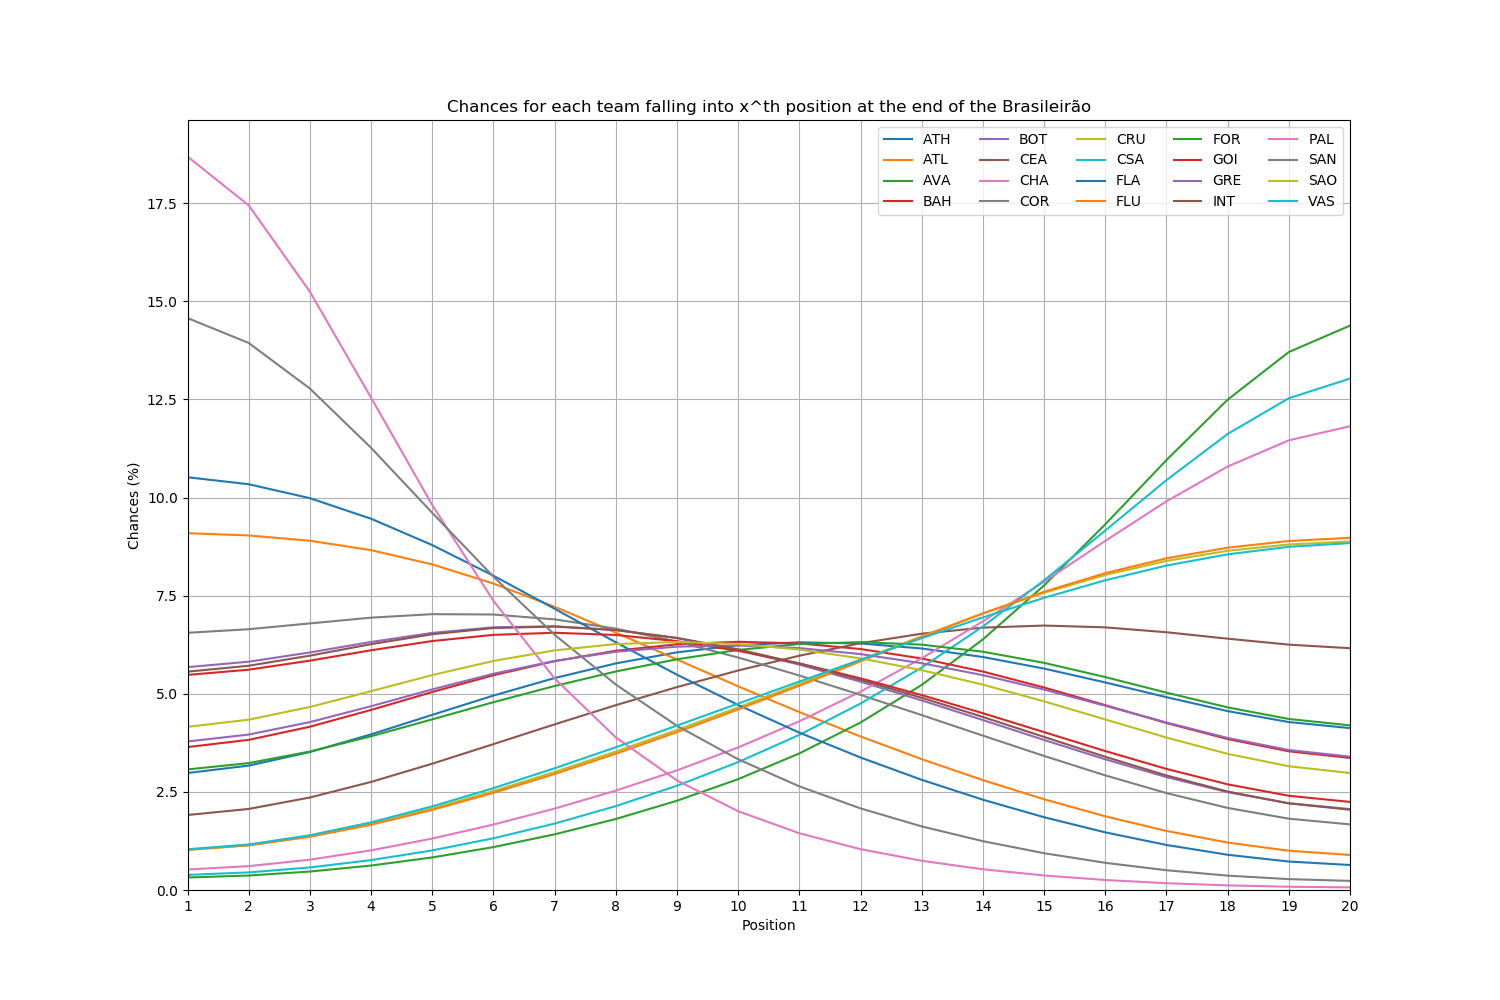 Chances for each team falling into x^th position at the end of the Brasileirão
ATH BOT CRU FOR PAL
ATL CEA CSA GOI SAN
AVA CHA FLA GRE SAO
BAH COR FLU INT VAS
17.5
15.0
12.5
10.0
7.5
5.0
2.5
0.0
Chances (%)
1 2 3 4 5 6 7 8 9 10 11 12 13 14 15 16 17 18 19 20
Position